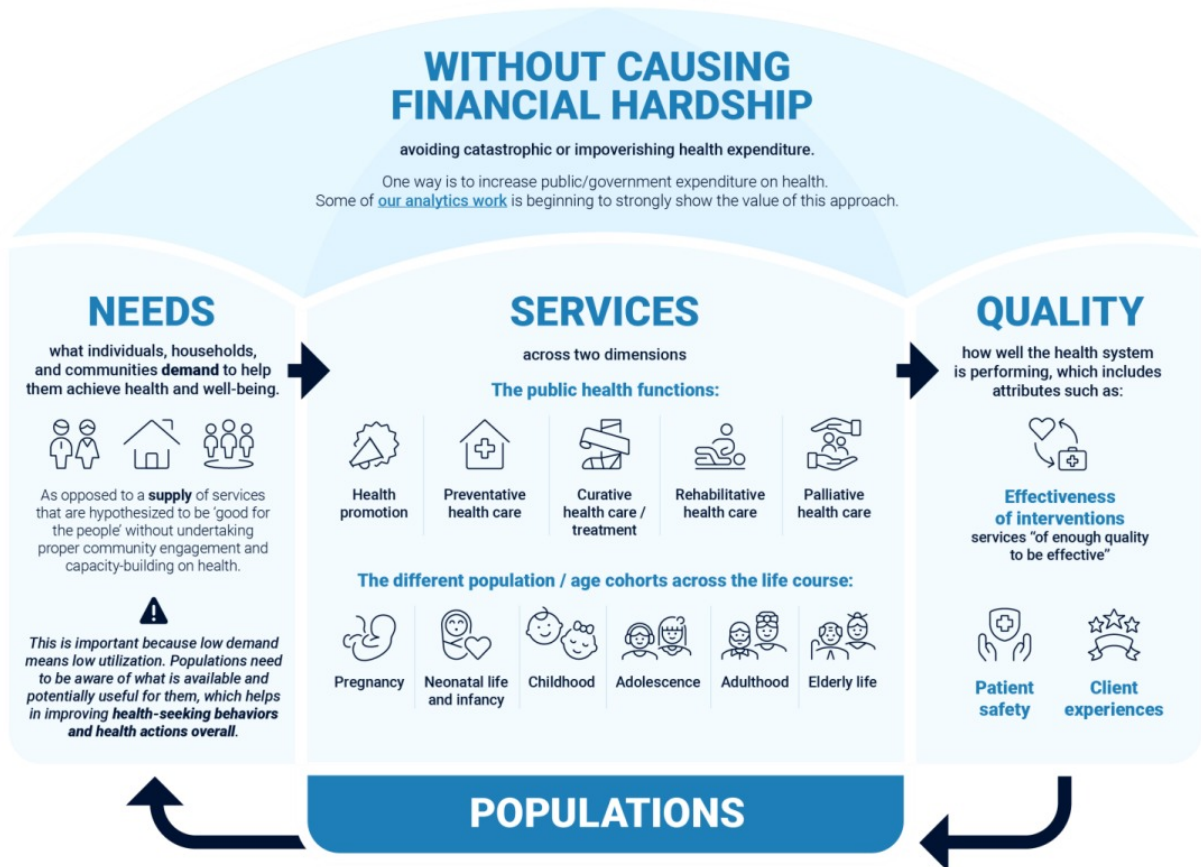 WITHOUT CAUSING
FINANCIAL HARDSHIP
avoiding catastrophic or impoverishing health expenditure.
One way is to increase public/government expenditure on health.
Some of our analytics work is beginning to strongly show the value of this approach.
NEEDS
what individuals, households,
and communities demand to help
them achieve health and well-being.
As opposed to a supply of services
that are hypothesized to be ‘good for
the people’ without undertaking
proper community engagement and
capacity-building on health.
This is important because low demand
means low utilization. Populations need
to be aware of what is available and
potentially useful for them, which helps
in improving health-seeking behaviors
and health actions overall.
SERVICES
across two dimensions
The public health functions:
Health
promotion
Preventative
health care
Curative
health care /
treatment
Rehabilitative
health care
Palliative
health care
The different population / age cohorts across the life course:
Pregnancy
Neonatal life
and infancy
Childhood
Adolescence
Adulthood
Elderly life
QUALITY
how well the health system
is performing, which includes
attributes such as:
Effectiveness
of interventions
services “of enough quality
to be effective”
Patient
safety
Client
experiences
POPULATIONS